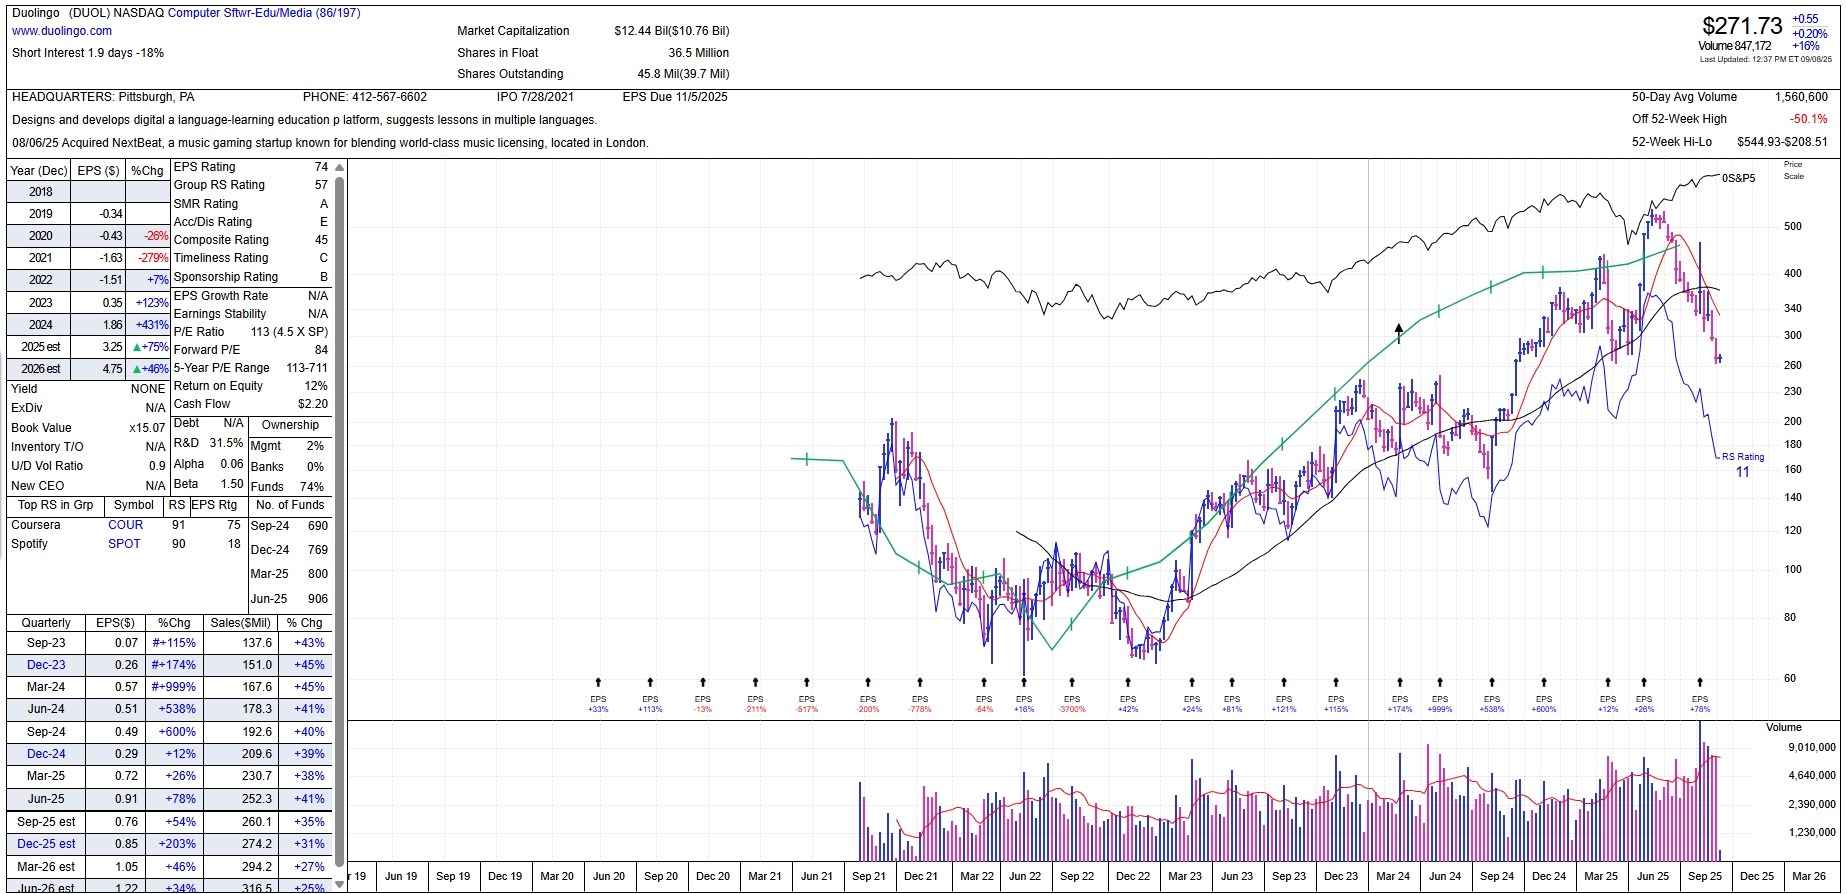 Duolingo (DUOL) NASDAQ Computer Sftwr-Edu/Media (86/197)
www.duolingo.com
Short Interest 1.9 days -18%
Market Capitalization $12.44 Bil($10.76 Bil)
Shares in Float 36.5 Million
Shares Outstanding 45.8 Mil(39.7 Mil)
$271.73 +0.55
+0.20%
Volume 847,172 +16%
Last Updated: 12:37 PM ET 09/08/25
HEADQUARTERS: Pittsburgh, PA PHONE: 412-567-6602 IPO 7/28/2021 EPS Due 11/5/2025
Designs and develops digital a language-learning education p latform, suggests lessons in multiple languages.
08/06/25 Acquired NextBeat, a music gaming startup known for blending world-class music licensing, located in London.
50-Day Avg Volume 1,560,600
Off 52-Week High -50.1%
52-Week Hi-Lo $544.93-$208.51
Year (Dec) EPS ($) %Chg
2018
2019 -0.34
2020 -0.43 -26%
2021 -1.63 -279%
2022 -1.51 +7%
2023 0.35 +123%
2024 1.86 +431%
2025 est 3.25 ▲+75%
2026 est 4.75 ▲+46%
Yield NONE
ExDiv N/A
Book Value x15.07
Inventory T/O N/A
U/D Vol Ratio 0.9
New CEO N/A
EPS Rating 74
Group RS Rating 57
SMR Rating A
Acc/Dis Rating E
Composite Rating 45
Timeliness Rating C
Sponsorship Rating B
EPS Growth Rate N/A
Earnings Stability N/A
P/E Ratio 113 (4.5 X SP)
Forward P/E 84
5-Year P/E Range 113-711
Return on Equity 12%
Cash Flow $2.20
Debt N/A
R&D 31.5%
Alpha 0.06
Beta 1.50
Ownership
Mgmt 2%
Banks 0%
Funds 74%
Top RS in Grp Symbol RS EPS Rtg
Coursera COUR 91 75
Spotify SPOT 90 18
No. of Funds
Sep-24 690
Dec-24 769
Mar-25 800
Jun-25 906
Quarterly EPS($) %Chg Sales($Mil) % Chg
Sep-23 0.07 #+115% 137.6 +43%
Dec-23 0.26 #+174% 151.0 +45%
Mar-24 0.57 #+999% 167.6 +45%
Jun-24 0.51 +538% 178.3 +41%
Sep-24 0.49 +600% 192.6 +40%
Dec-24 0.29 +12% 209.6 +39%
Mar-25 0.72 +26% 230.7 +38%
Jun-25 0.91 +78% 252.3 +41%
Sep-25 est 0.76 +54% 260.1 +35%
Dec-25 est 0.85 +203% 274.2 +31%
Mar-26 est 1.05 +46% 294.2 +27%
Jun-26 est 1.22 +34% 316.5 +25%
Price
Scale
0S&P5
500
400
340
300
260
230
200
180
160
140
120
100
80
60
RS Rating
11
EPS EPS EPS EPS EPS EPS EPS EPS EPS EPS EPS EPS EPS EPS EPS EPS EPS EPS EPS EPS EPS EPS
+33% +113% -13% -211% -517% -200% -778% -64% +16% -3700% +42% +24% +81% +121% +115% +174% +999% +538% +600% +12% +26% +78%
Volume
9,010,000
4,640,000
2,390,000
1,230,000
r 19 Jun 19 Sep 19 Dec 19 Mar 20 Jun 20 Sep 20 Dec 20 Mar 21 Jun 21 Sep 21 Dec 21 Mar 22 Jun 22 Sep 22 Dec 22 Mar 23 Jun 23 Sep 23 Dec 23 Mar 24 Jun 24 Sep 24 Dec 24 Mar 25 Jun 25 Sep 25 Dec 25 Mar 26